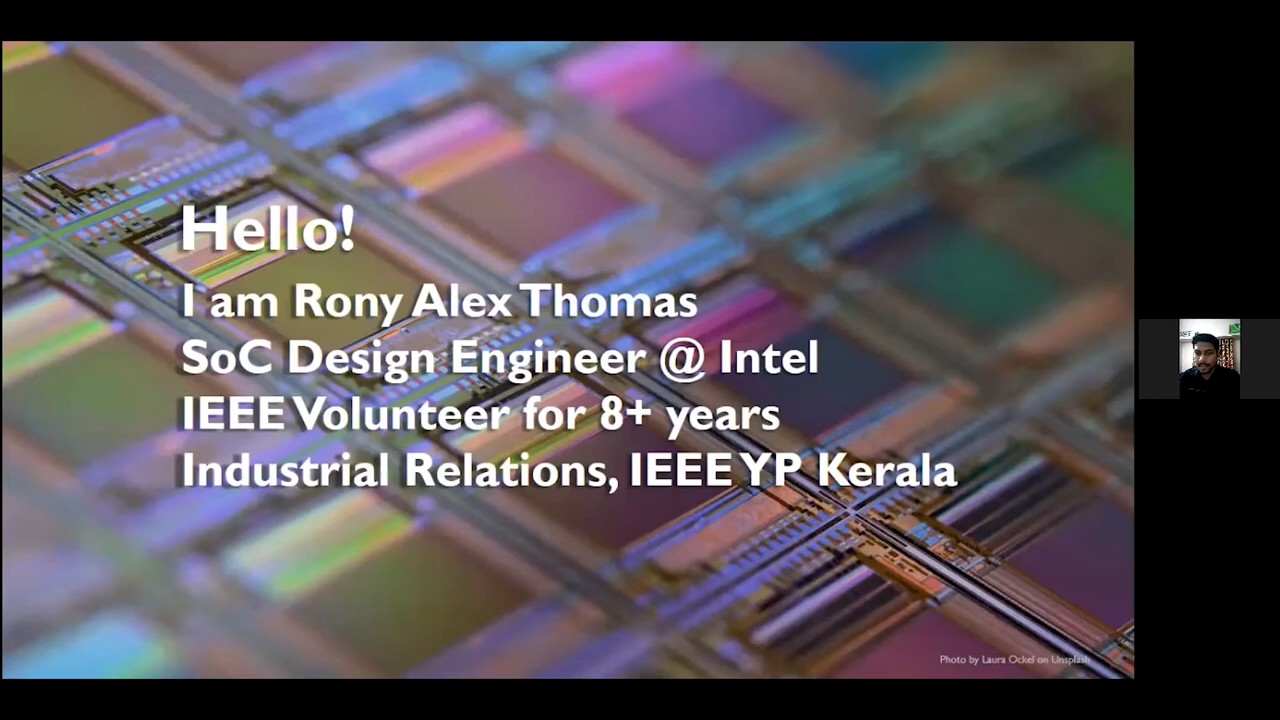 Hello!
I am Rony Alex Thomas
SoC Design Engineer @ Intel
IEEE Volunteer for 8+ years
Industrial Relations, IEEE YP Kerala
Photo by Laura Ockel on Unsplash